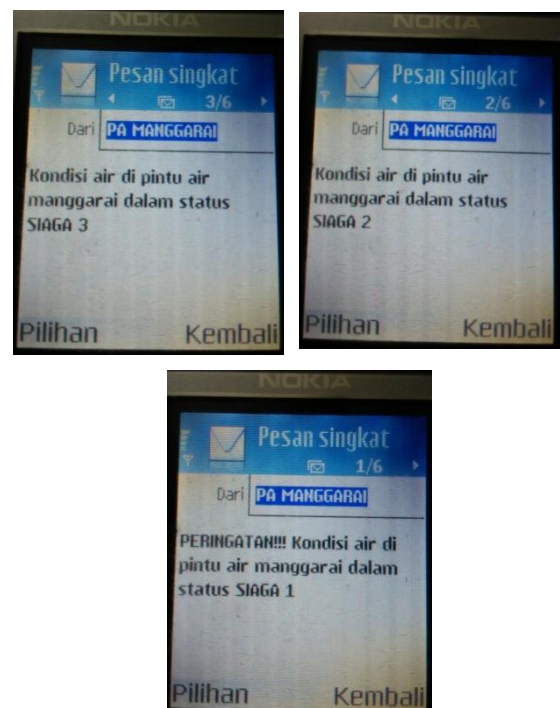 NOKIA
Pesan singkat
3/6
Dari PA MANGGARAI
Kondisi air di pintu air
manggarai dalam status
SIAGA 3
Pilihan Kembali
NOKIA
Pesan singkat
2/6
Dari PA MANGGARAI
Kondisi air di pintu air
manggarai dalam status
SIAGA 2
Pilihan Kembali
NOKIA
Pesan singkat
1/6
Dari PA MANGGARAI
PERINGATAN!!! Kondisi air di
pintu air manggarai dalam
status SIAGA 1
Pilihan Kembali